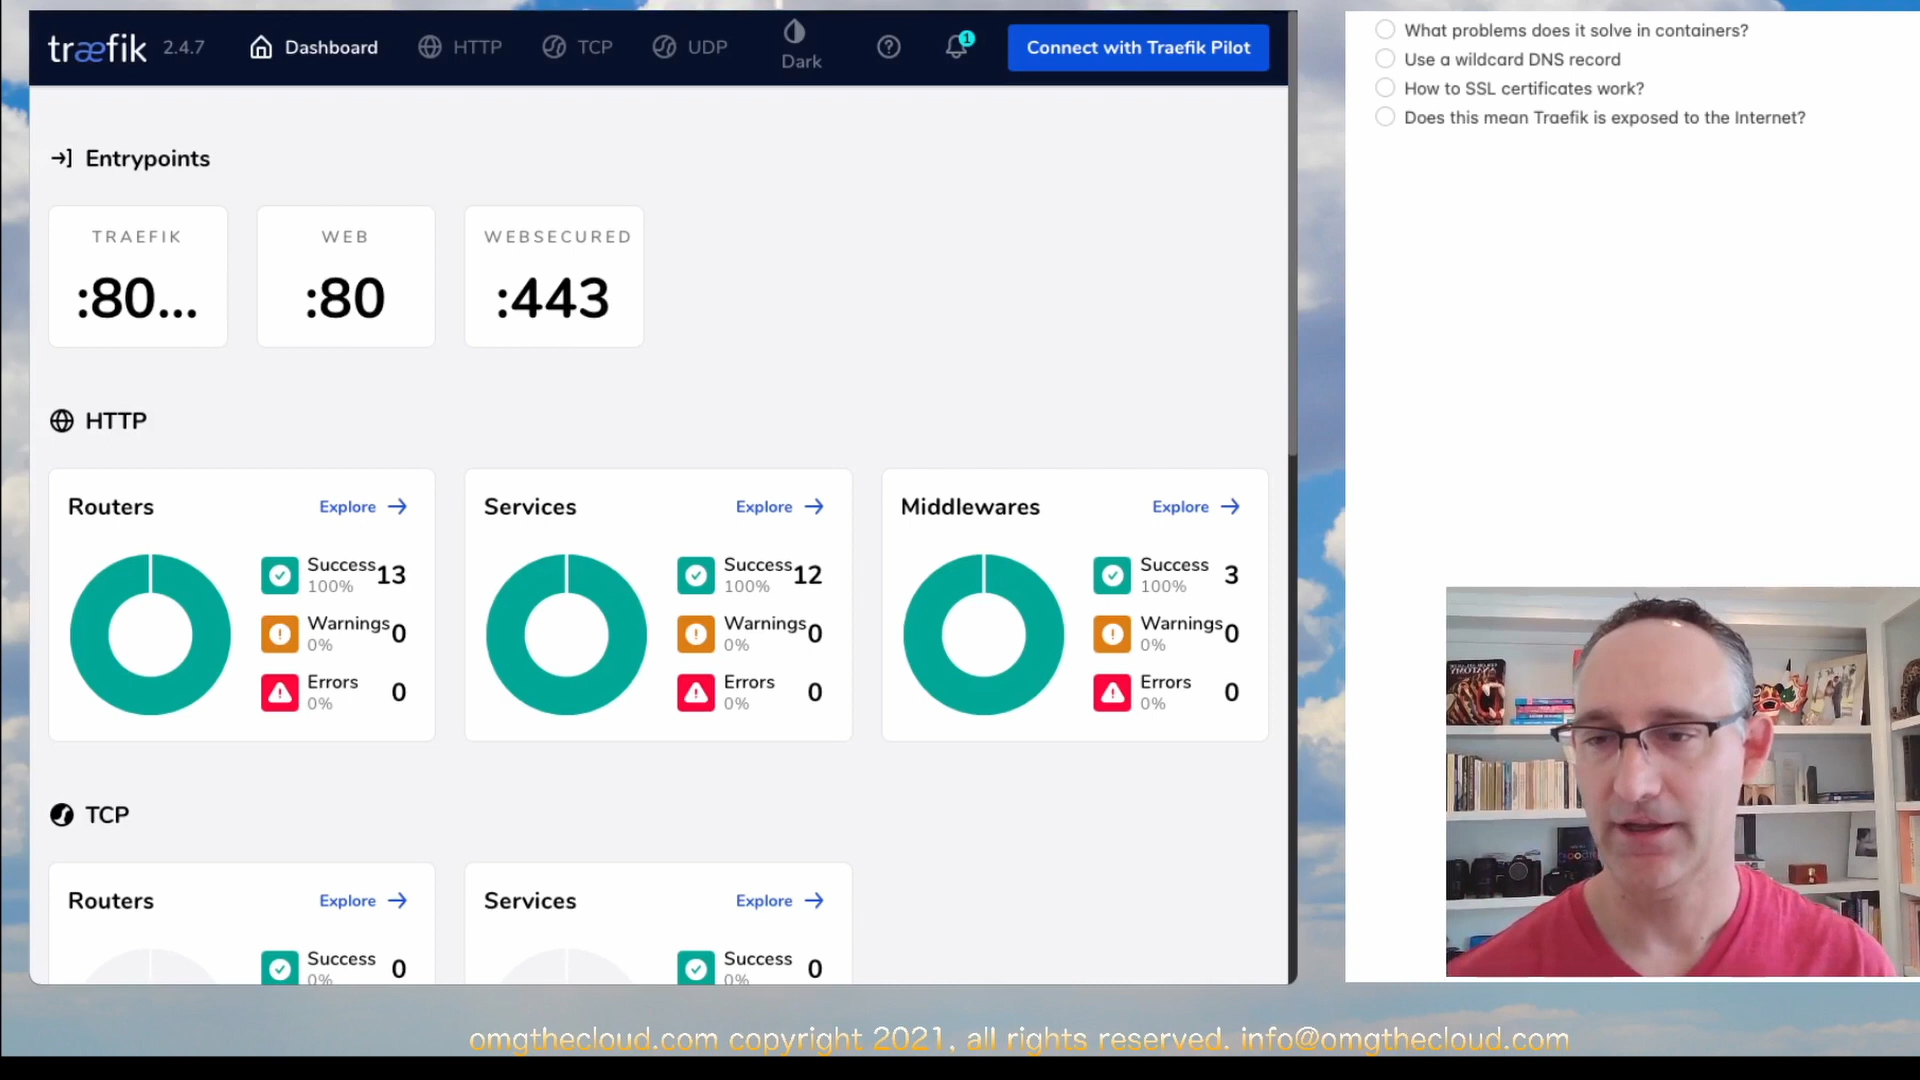 træfik 2.4.7 Dashboard HTTP TCP UDP Dark 1 Connect with Traefik Pilot
Entrypoints
TRAEFIK
:80...
WEB
:80
WEBSECURED
:443
HTTP
Routers Explore
Success 13
100%
Warnings 0
0%
Errors 0
0%
Services Explore
Success 12
100%
Warnings 0
0%
Errors 0
0%
Middlewares Explore
Success 3
100%
Warnings 0
0%
Errors 0
0%
TCP
Routers Explore
Success 0
0%
Services Explore
Success 0
0%
What problems does it solve in containers?
Use a wildcard DNS record
How to SSL certificates work?
Does this mean Traefik is exposed to the Internet?
omgthecloud.com copyright 2021, all rights reserved. info@omgthecloud.com